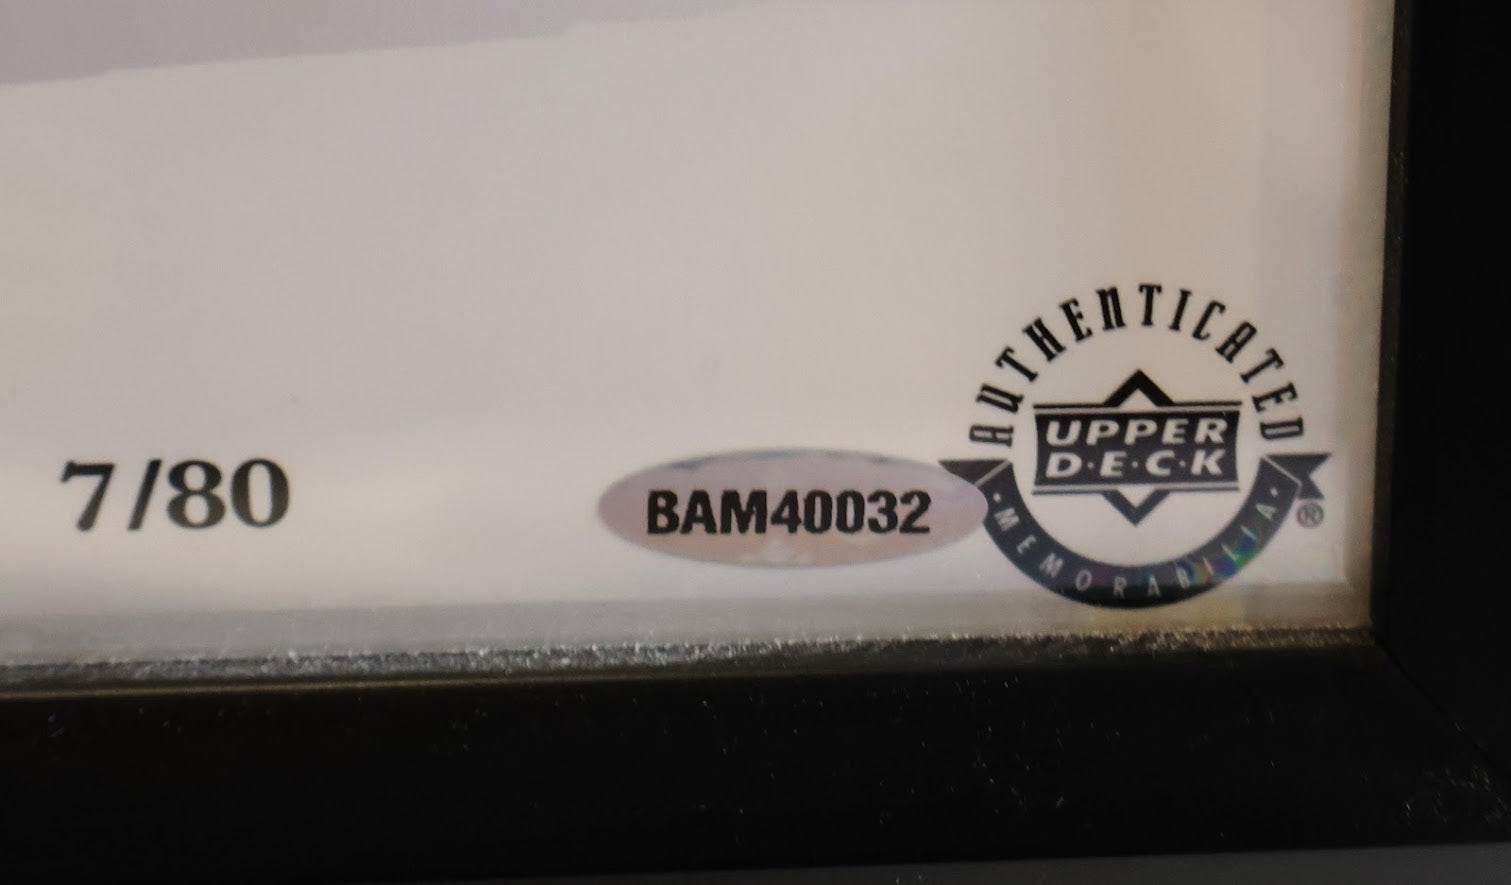 7/80
BAM40032
AUTHENTICATED
UPPER
D·E·C·K
·MEMORABILIA·
®